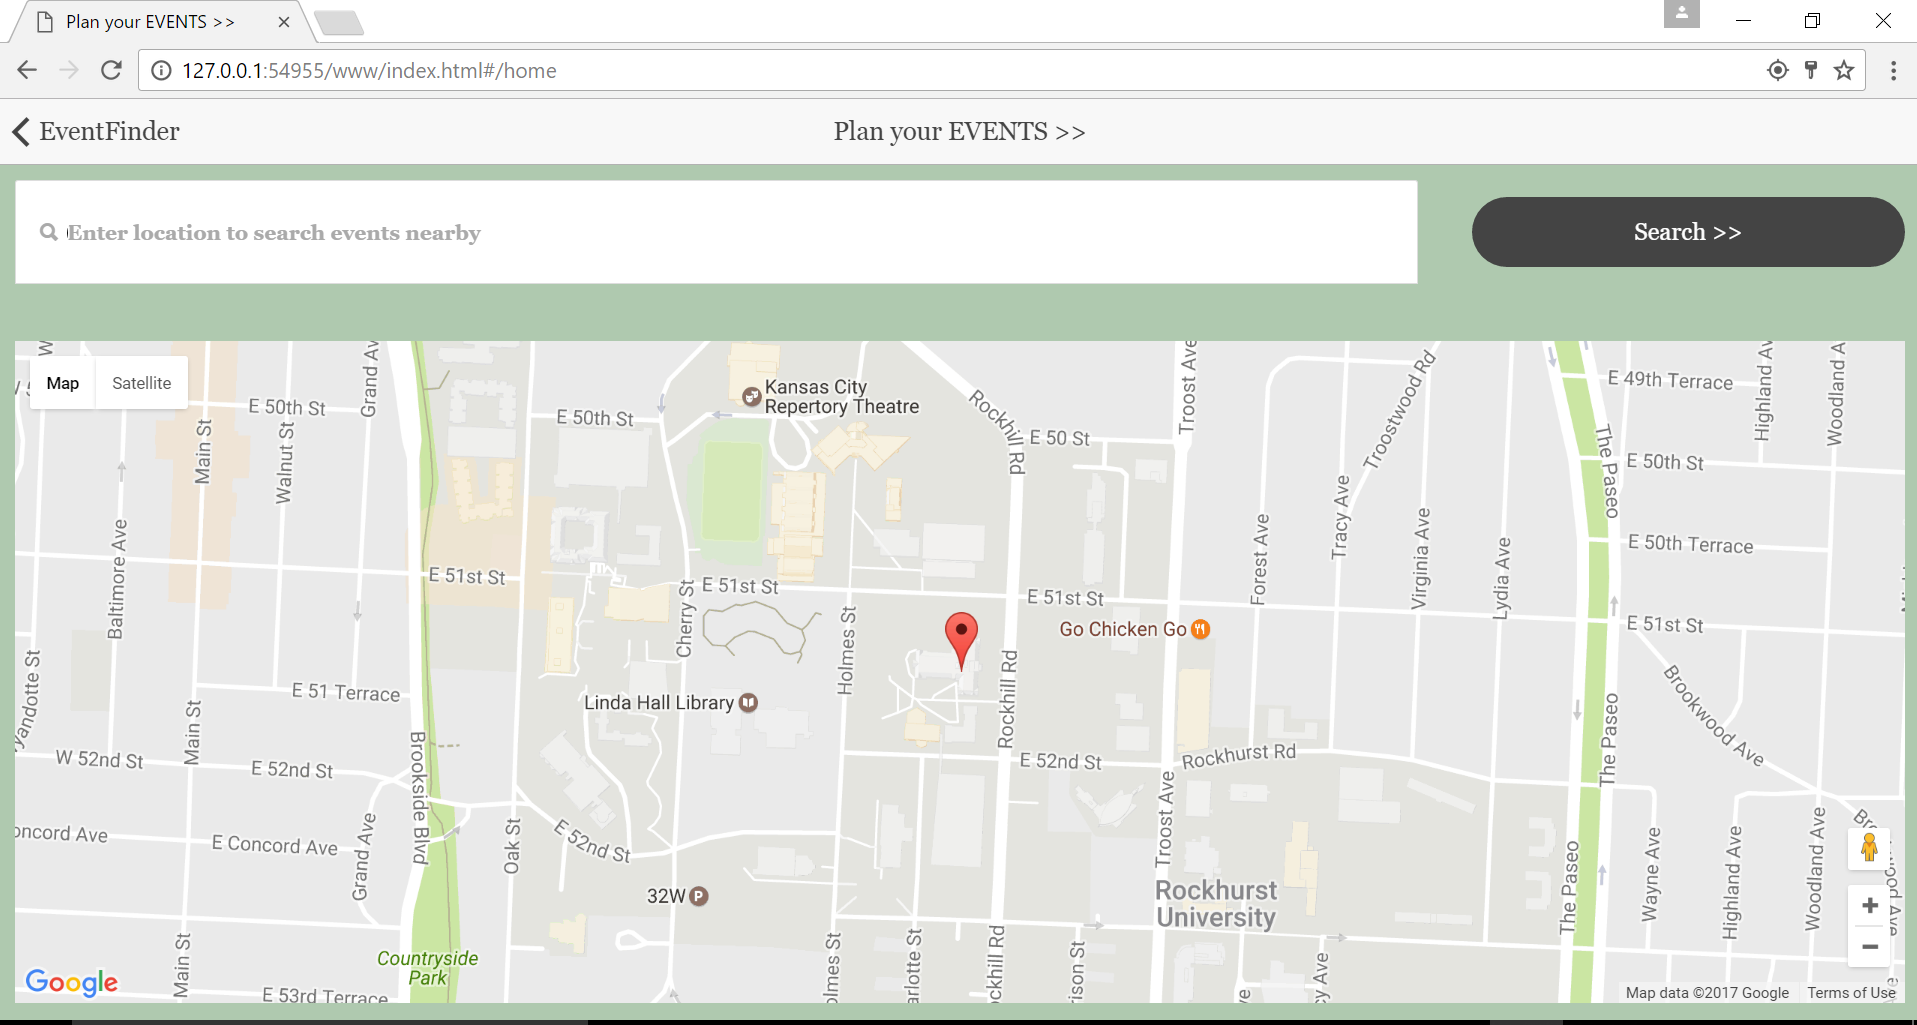 Plan your EVENTS >>
127.0.0.1:54955/www/index.html#/home
EventFinder
Plan your EVENTS >>
Enter location to search events nearby
Search >>
Map
Satellite
Grand Av
Kansas City
Repertory Theatre
Troost Ave
Troostwood Rd
E 49th Terrace
Highland Av
Woodland A
E 50th St
E 50th St
Rockhill Rd
E 50 St
Main St
Walnut St
The Paseo
E 50th St
Baltimore Ave
Tracy Ave
Forest Ave
Virginia Ave
Lydia Ave
E 50th Terrace
E 51st St
Cherry St
E 51st St
E 51st St
E 51st St
Go Chicken Go
Holmes St
yandotte St
E 51 Terrace
Linda Hall Library
Rockhill Rd
Brookwood Ave
Main St
The Paseo
W 52nd St
E 52nd St
Brookside Blvd
E 52nd St
Rockhurst Rd
Troost Ave
oncord Ave
E Concord Ave
Grand Ave
Oak St
E 52nd St
The Paseo
Wayne Ave
Highland Ave
Woodland Ave
32W
P
Rockhurst
University
Main St
Countryside
Park
olmes St
arlotte St
ckhill Rd
rison St
cy Ave
Google
E 53rd Terrace
Map data ©2017 Google
Terms of Use